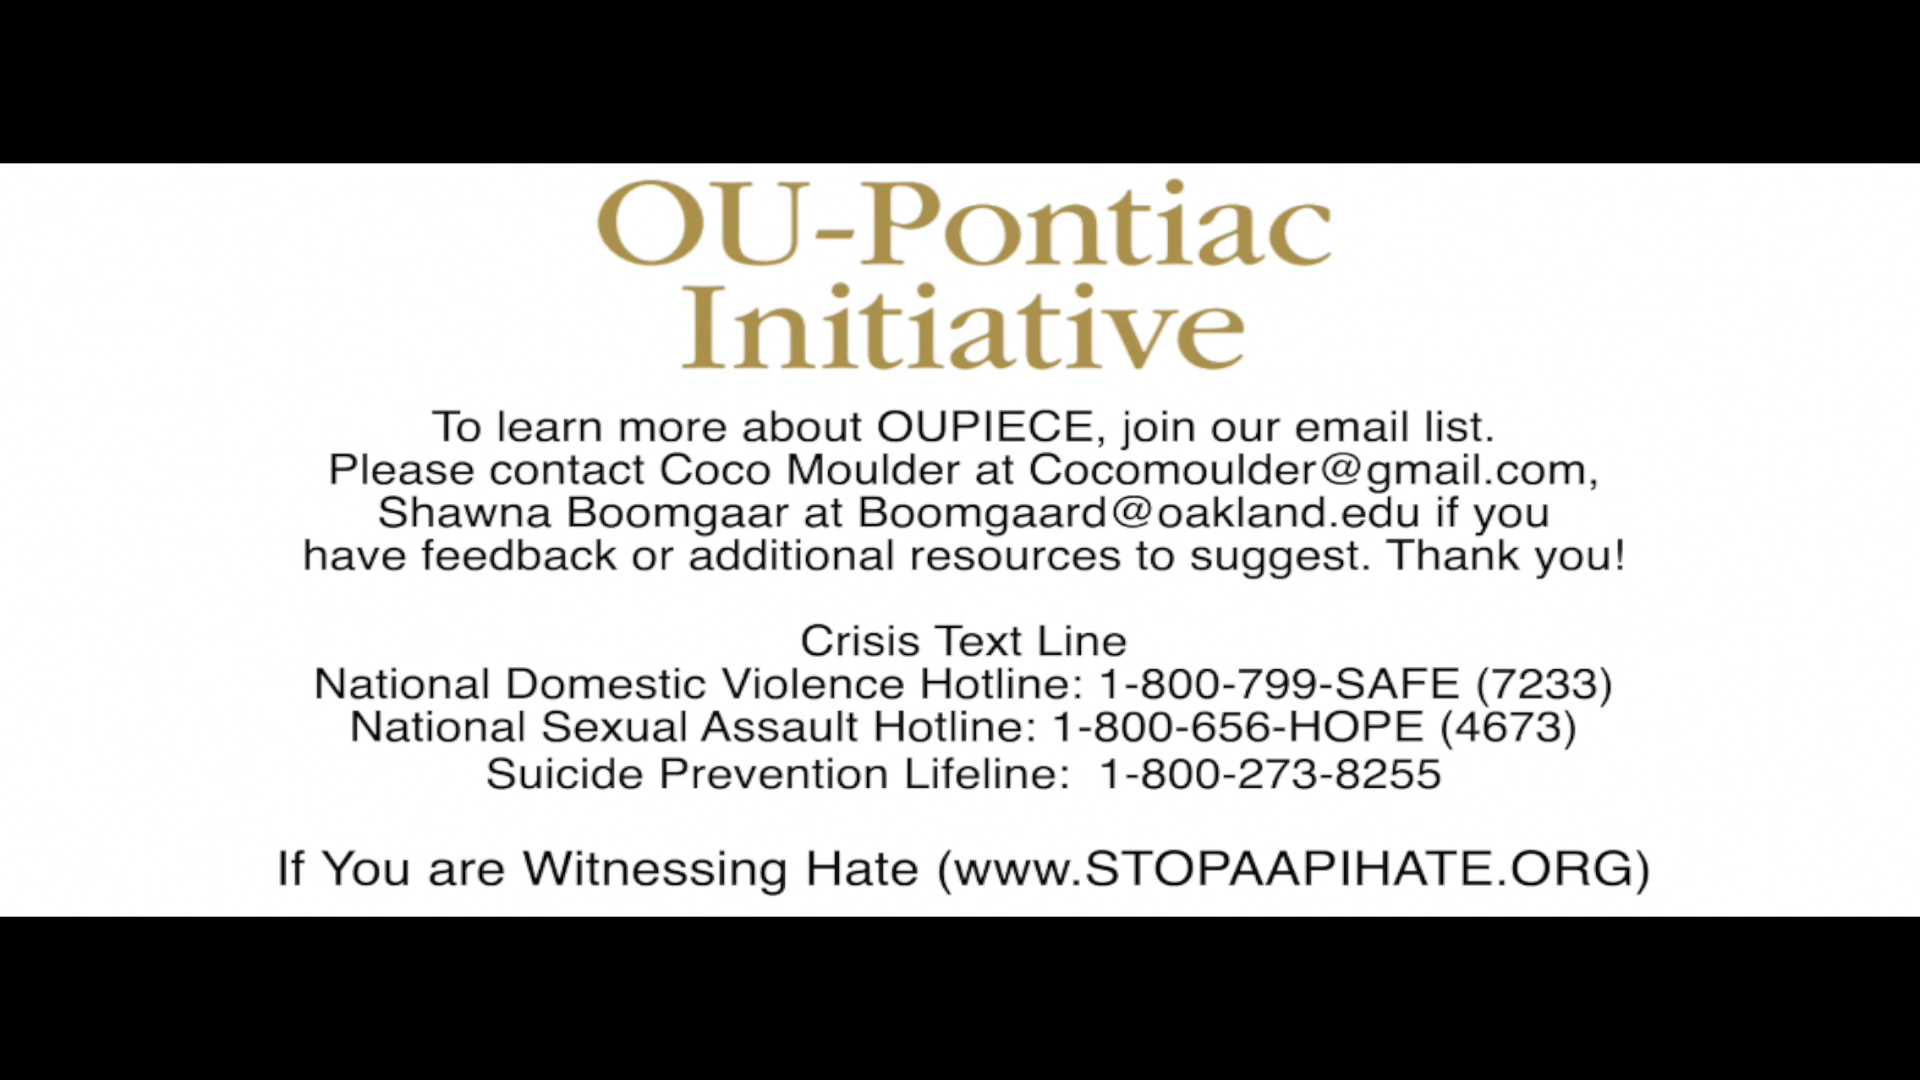 OU-Pontiac
Initiative
To learn more about OUPIECE, join our email list.
Please contact Coco Moulder at Cocomoulder@gmail.com,
Shawna Boomgaar at Boomgaard@oakland.edu if you
have feedback or additional resources to suggest. Thank you!
Crisis Text Line
National Domestic Violence Hotline: 1-800-799-SAFE (7233)
National Sexual Assault Hotline: 1-800-656-HOPE (4673)
Suicide Prevention Lifeline:  1-800-273-8255
If You are Witnessing Hate (www.STOPAAPIHATE.ORG)